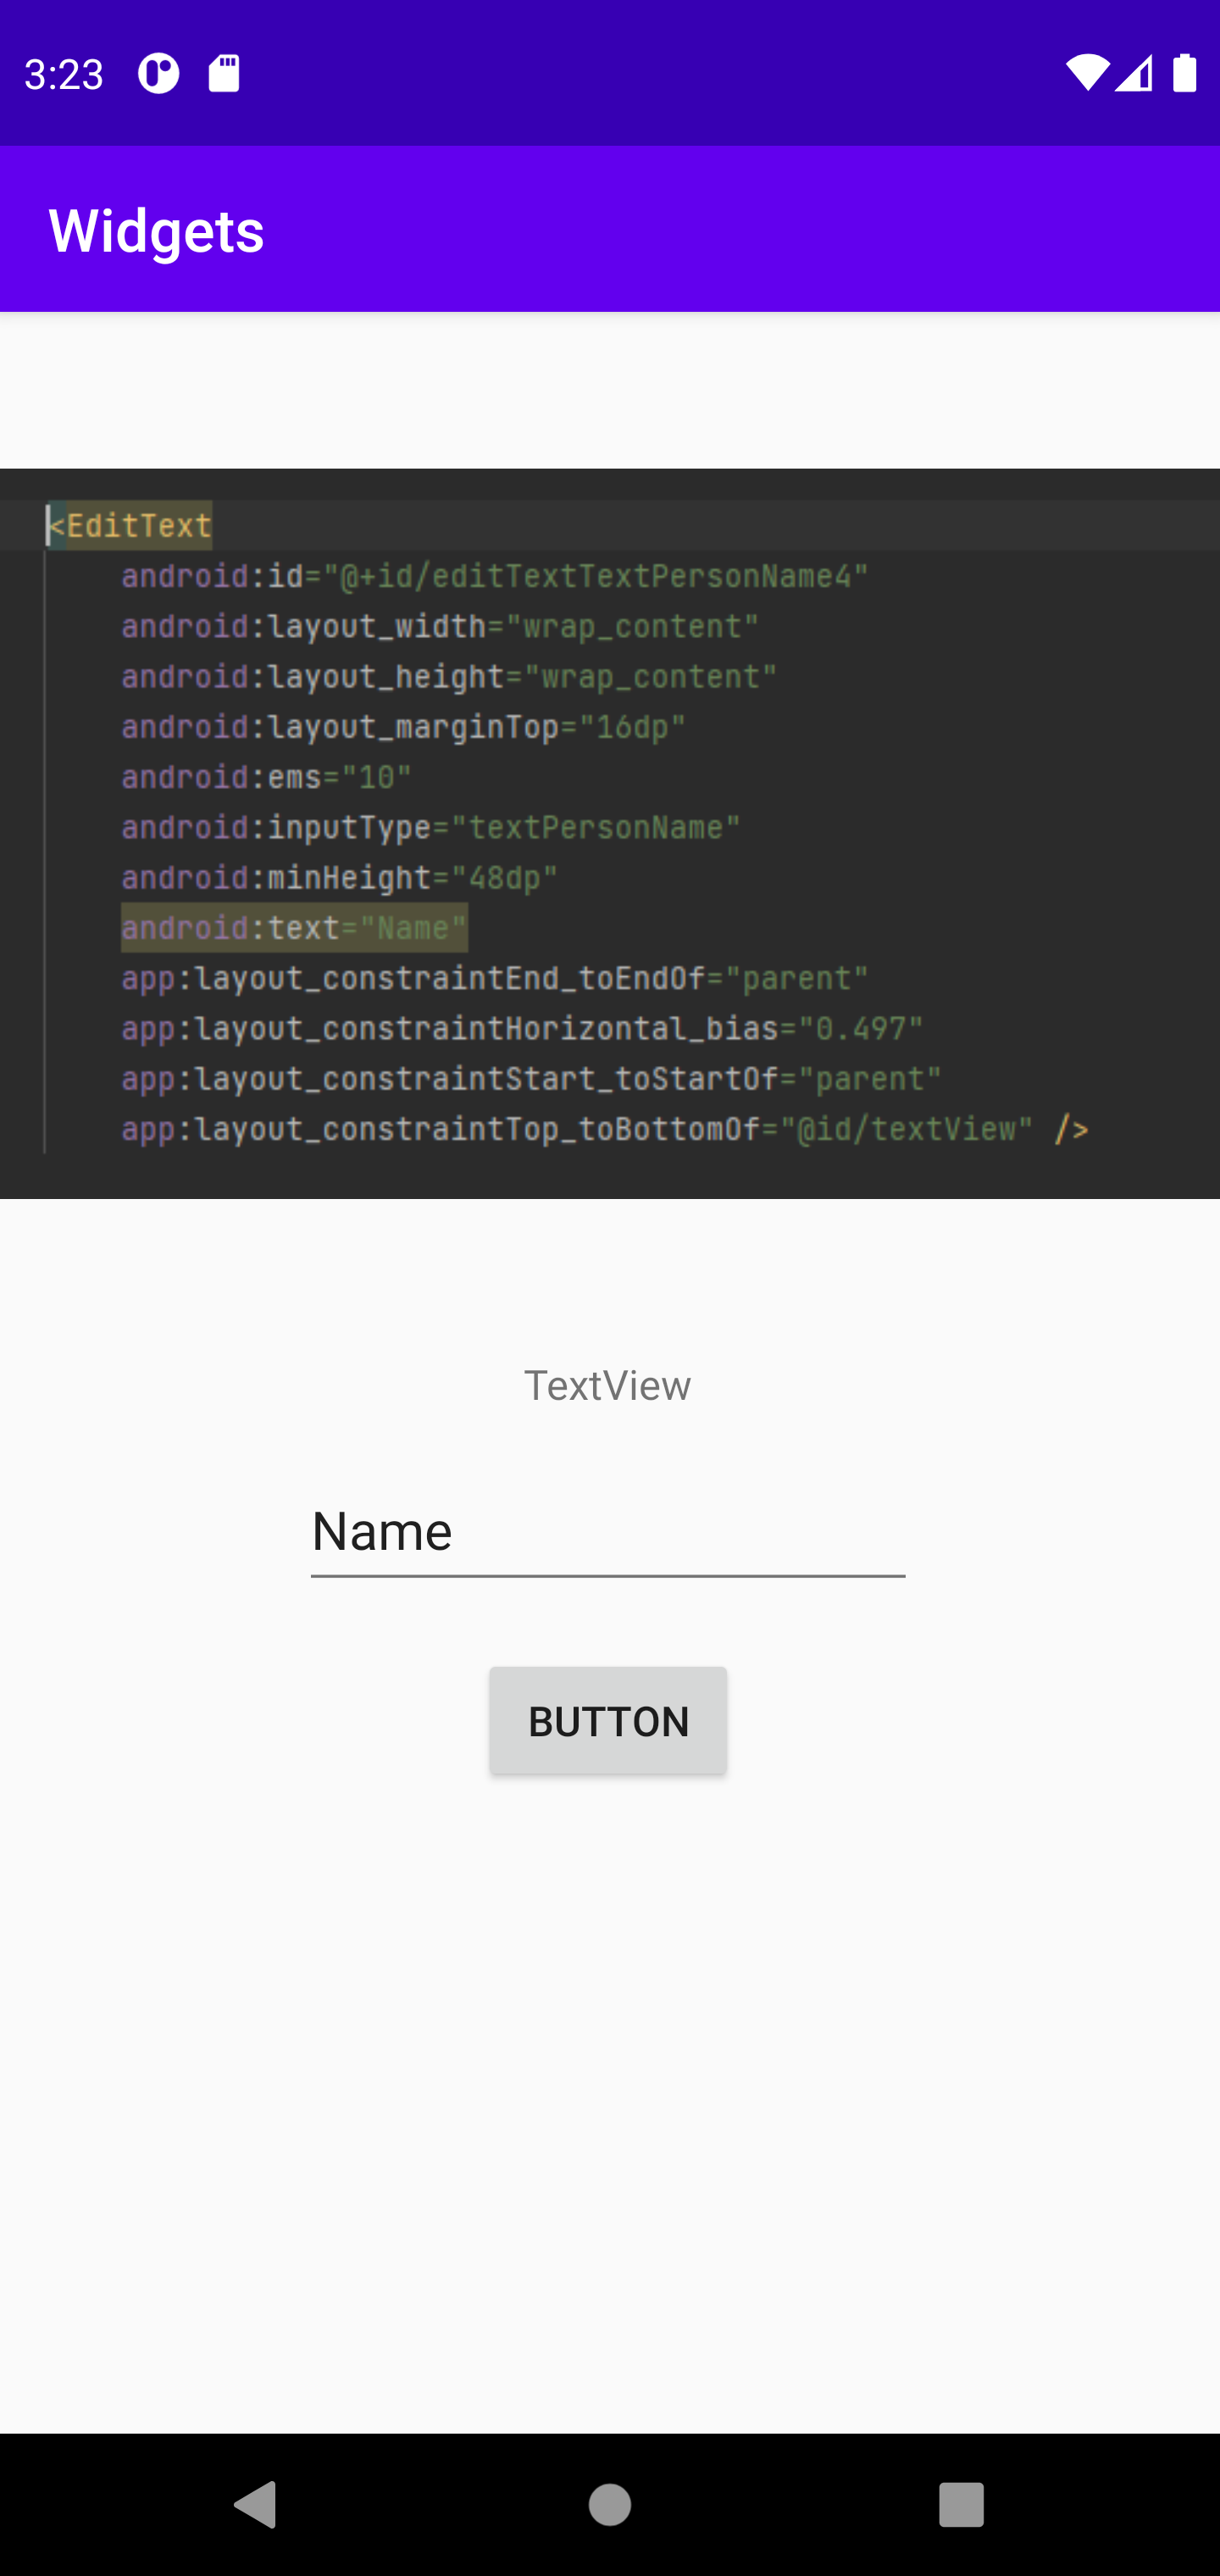 3:23
Widgets
<EditText
android:id="@+id/editTextTextPersonName4"
android:layout_width="wrap_content"
android:layout_height="wrap_content"
android:layout_marginTop="16dp"
android:ems="10"
android:inputType="textPersonName"
android:minHeight="48dp"
android:text="Name"
app:layout_constraintEnd_toEndOf="parent"
app:layout_constraintHorizontal_bias="0.497"
app:layout_constraintStart_toStartOf="parent"
app:layout_constraintTop_toBottomOf="@id/textView" />
TextView
Name
BUTTON